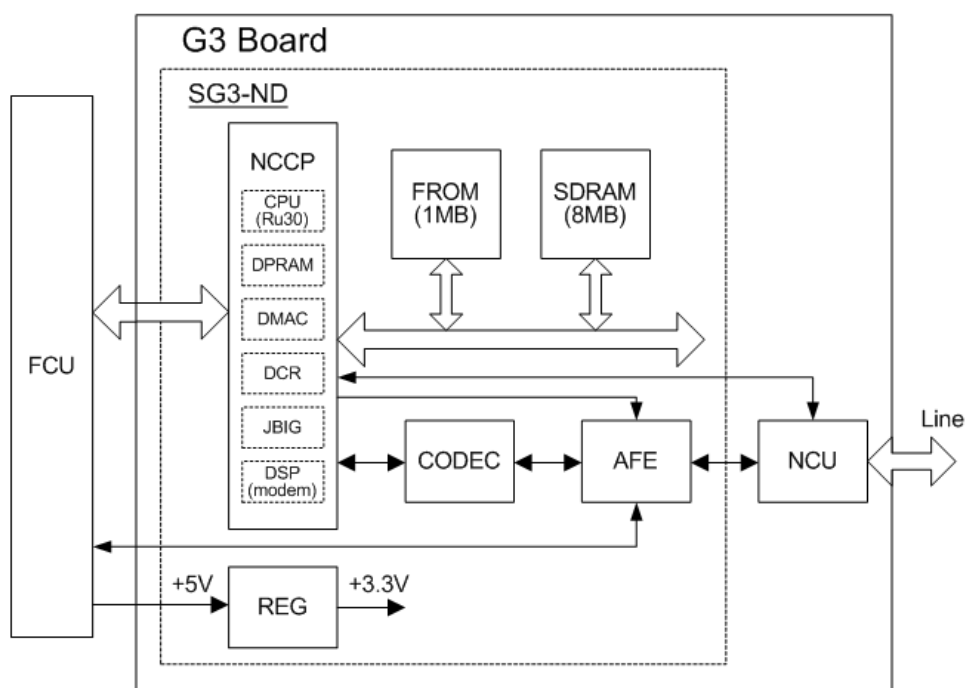 G3 Board
SG3-ND
FCU
NCCP
CPU
(Ru30)
DPRAM
DMAC
DCR
JBIG
DSP
(modem)
FROM
(1MB)
SDRAM
(8MB)
CODEC
AFE
NCU
Line
+5V
REG
+3.3V